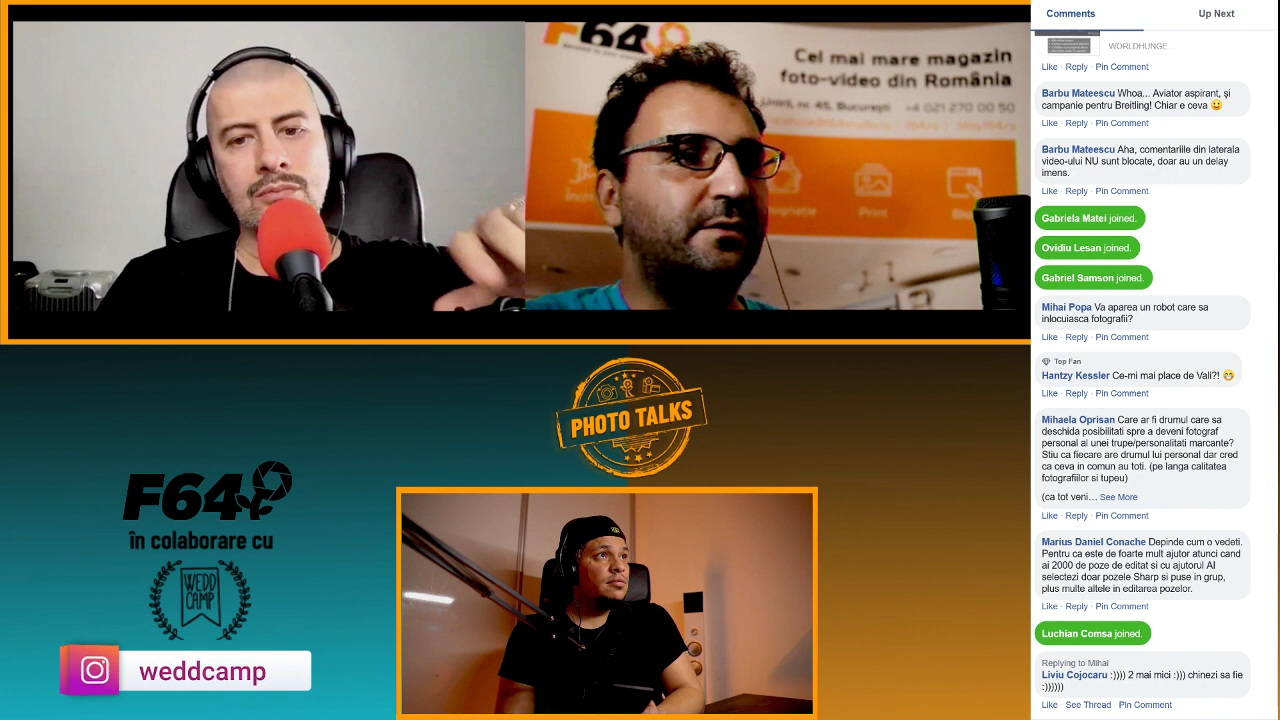 F64
Cel mai mare magazin
foto-video din România
nr. 45, București +4 021 270 00 50
Print
PHOTO TALKS
F64
în colaborare cu
WEDD
CAMP
weddcamp
Comments
Up Next
WORLDHUNGE...
Like · Reply · Pin Comment
Barbu Mateescu Whoa... Aviator aspirant, și
campanie pentru Breitling! Chiar e ceva 😃
Like · Reply · Pin Comment
Barbu Mateescu Aha, comentariile din laterala
video-ului NU sunt blocate, doar au un delay
imens.
Like · Reply · Pin Comment
Gabriela Matei joined.
Ovidiu Lesan joined.
Gabriel Samson joined.
Mihai Popa Va aparea un robot care sa
inlocuiasca fotografii?
Like · Reply · Pin Comment
Top Fan
Hantzy Kessler Ce-mi mai place de Vali?! 😁
Like · Reply · Pin Comment
Mihaela Oprisan Care ar fi drumul care sa
deschida posibilitati spre a deveni fotograf
personal al unei trupe/personalitati marcante?
Stiu ca fiecare are drumul lui personal dar cred
ca ceva in comun au toti. (pe langa calitatea
fotografiilor si tupeu)
(ca tot veni... See More
Like · Reply · Pin Comment
Marius Daniel Conache Depinde cum o vedeti.
Pentru ca este de foarte mult ajutor atunci cand
ai 2000 de poze de editat si cu ajutorul AI
selectezi doar pozele Sharp si puse in grup,
plus multe altele in editarea pozelor.
Like · Reply · Pin Comment
Luchian Comsa joined.
Replying to Mihai
Liviu Cojocaru :)))) 2 mai mici :))) chinezi sa fie
:))))))
Like · See Thread · Pin Comment